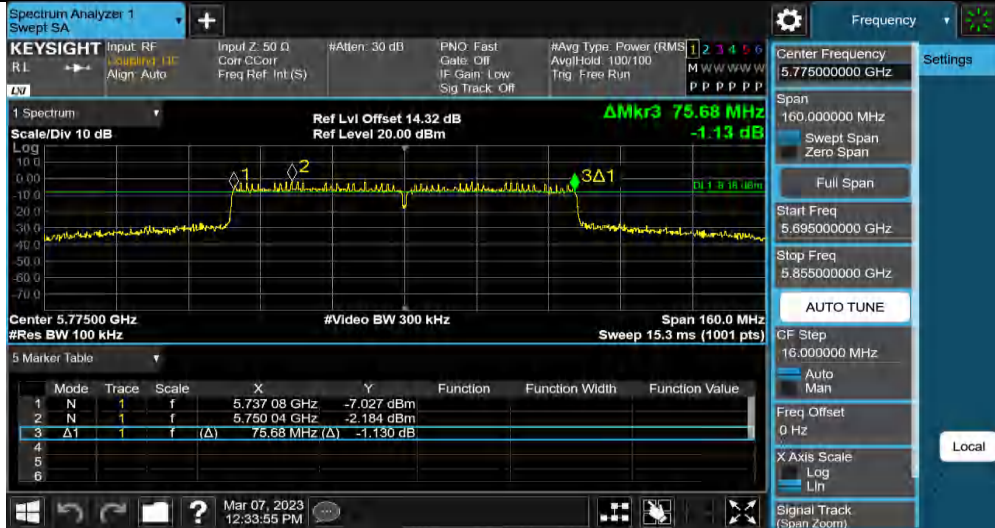 Spectrum Analyzer 1
Swept SA
+
Frequency
KEYSIGHT
RL
LXI
Input: RF
Coupling: DC
Align: Auto
Input Z: 50 Ω
Corr CCorr
Freq Ref: Int (S)
#Atten: 30 dB
PNO: Fast
Gate: Off
IF Gain: Low
Sig Track: Off
#Avg Type: Power (RMS
Avg|Hold: 100/100
Trig: Free Run
1 2 3 4 5 6
M W W W W W
P P P P P P
1 Spectrum
Scale/Div 10 dB
Ref Lvl Offset 14.32 dB
Ref Level 20.00 dBm
ΔMkr3 75.68 MHz
-1.13 dB
Log
10.0
0.00
-10.0
-20.0
-30.0
-40.0
-50.0
-60.0
-70.0
1
2
3Δ1
Center 5.77500 GHz
#Res BW 100 kHz
#Video BW 300 kHz
Span 160.0 MHz
Sweep 15.3 ms (1001 pts)
5 Marker Table
Mode Trace Scale X Y Function Function Width Function Value
1 N 1 f 5.737 08 GHz -7.027 dBm
2 N 1 f 5.750 04 GHz -2.184 dBm
3 Δ1 1 f (Δ) 75.68 MHz (Δ) -1.130 dB
4
5
6
?
Mar 07, 2023
12:33:55 PM
Center Frequency
5.775000000 GHz
Span
160.000000 MHz
Swept Span
Zero Span
Full Span
Start Freq
5.695000000 GHz
Stop Freq
5.855000000 GHz
AUTO TUNE
CF Step
16.000000 MHz
Auto
Man
Freq Offset
0 Hz
X Axis Scale
Log
Lin
Signal Track
(Span Zoom)
Settings
Local